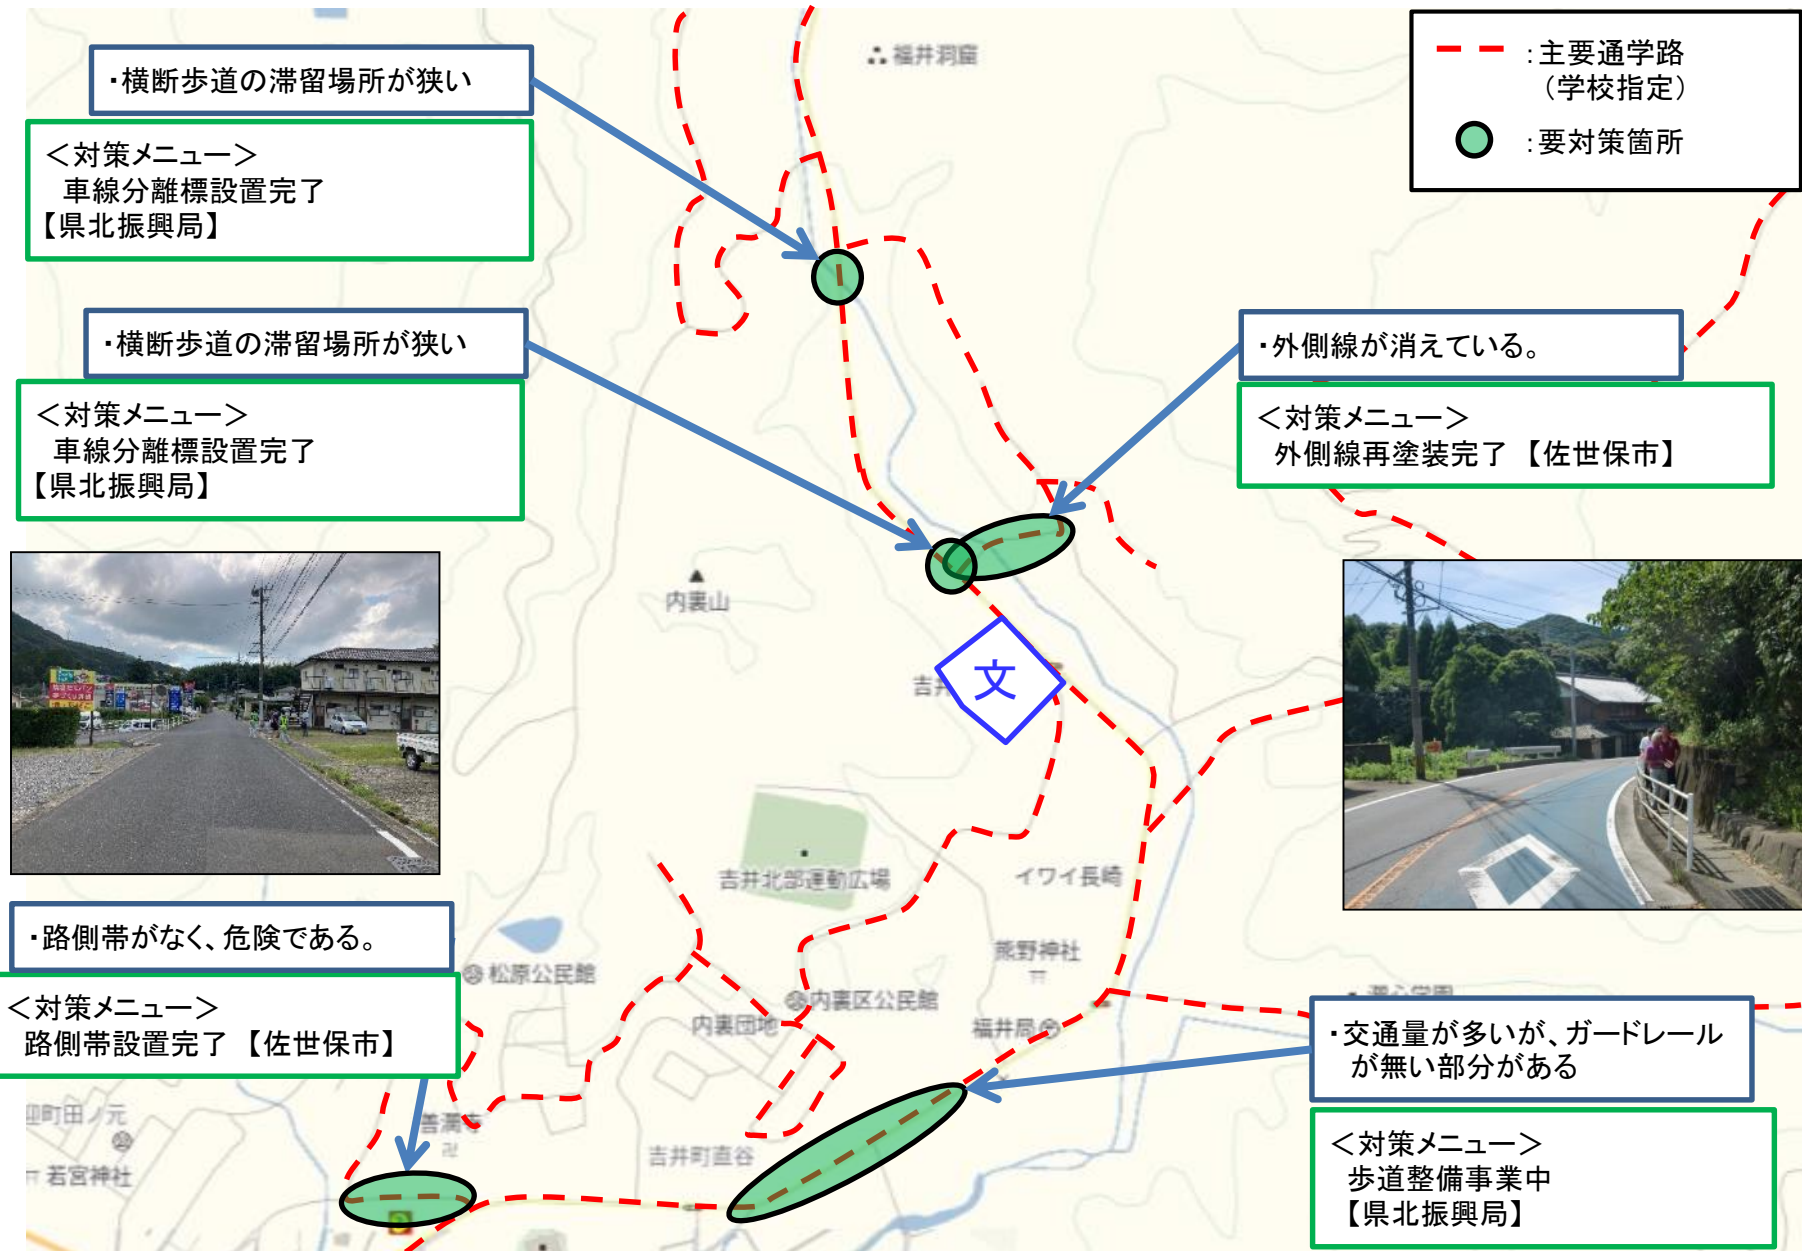 ・横断歩道の滞留場所が狭い
＜対策メニュー＞
車線分離標設置完了
【県北振興局】
・横断歩道の滞留場所が狭い
＜対策メニュー＞
車線分離標設置完了
【県北振興局】
：主要通学路
（学校指定）
：要対策箇所
・外側線が消えている。
＜対策メニュー＞
外側線再塗装完了 【佐世保市】
福井洞窟
内裏山
吉井
文
吉井北部運動広場
イワイ長崎
熊野神社
松原公民館
内裏区公民館
内裏団地
福井局
・路側帯がなく、危険である。
＜対策メニュー＞
路側帯設置完了 【佐世保市】
・交通量が多いが、ガードレール
が無い部分がある
＜対策メニュー＞
歩道整備事業中
【県北振興局】
迎町田ノ元
若宮神社
善満寺
吉井町直谷